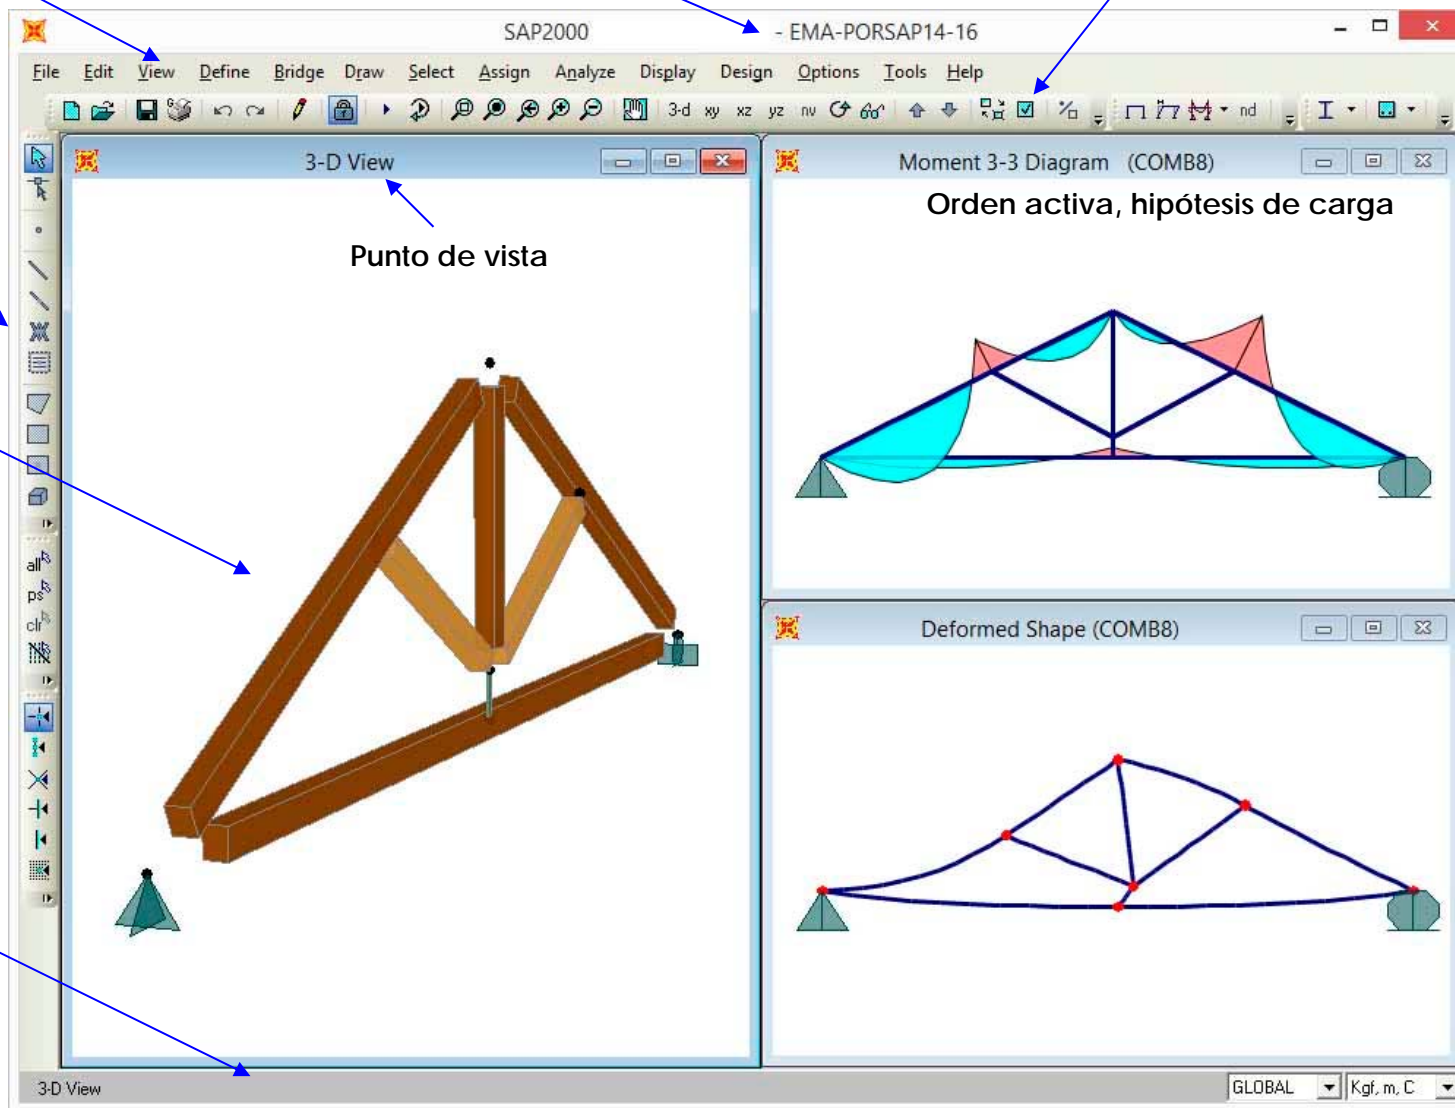 SAP2000 - EMA-PORSAP14-16
File Edit View Define Bridge Draw Select Assign Analyze Display Design Options Tools Help
3-d xy xz yz nv nd
3-D View
Punto de vista
Moment 3-3 Diagram (COMB8)
Orden activa, hipótesis de carga
all
ps
clr
Deformed Shape (COMB8)
3-D View
GLOBAL
Kgf, m, C